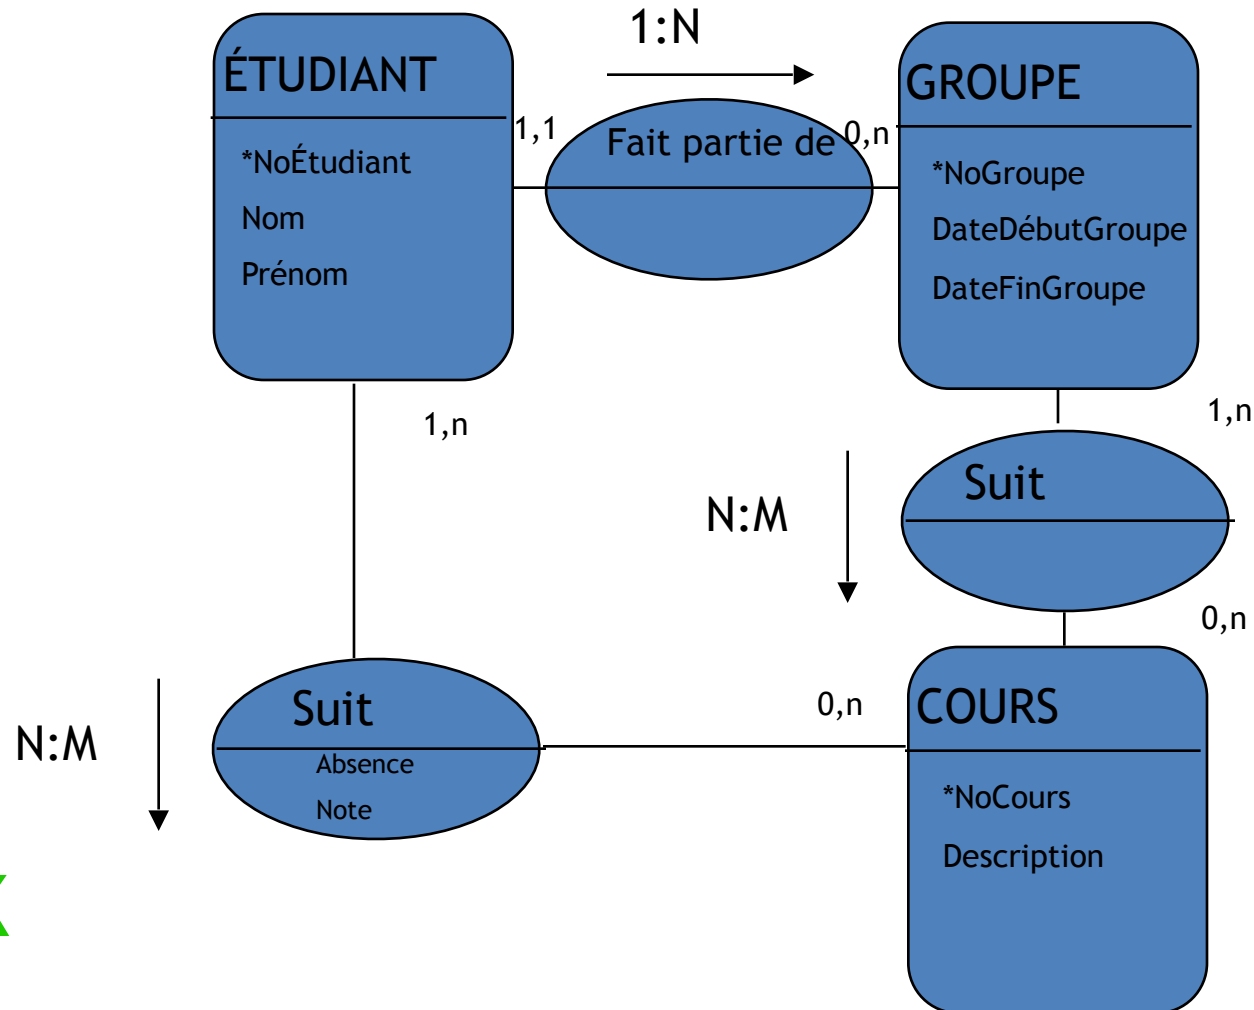 1:N
ÉTUDIANT
*NoÉtudiant
Nom
Prénom
1,1
Fait partie de
0,n
GROUPE
*NoGroupe
DateDébutGroupe
DateFinGroupe
1,n
1,n
N:M
Suit
0,n
N:M
Suit
Absence
Note
0,n
COURS
*NoCours
Description